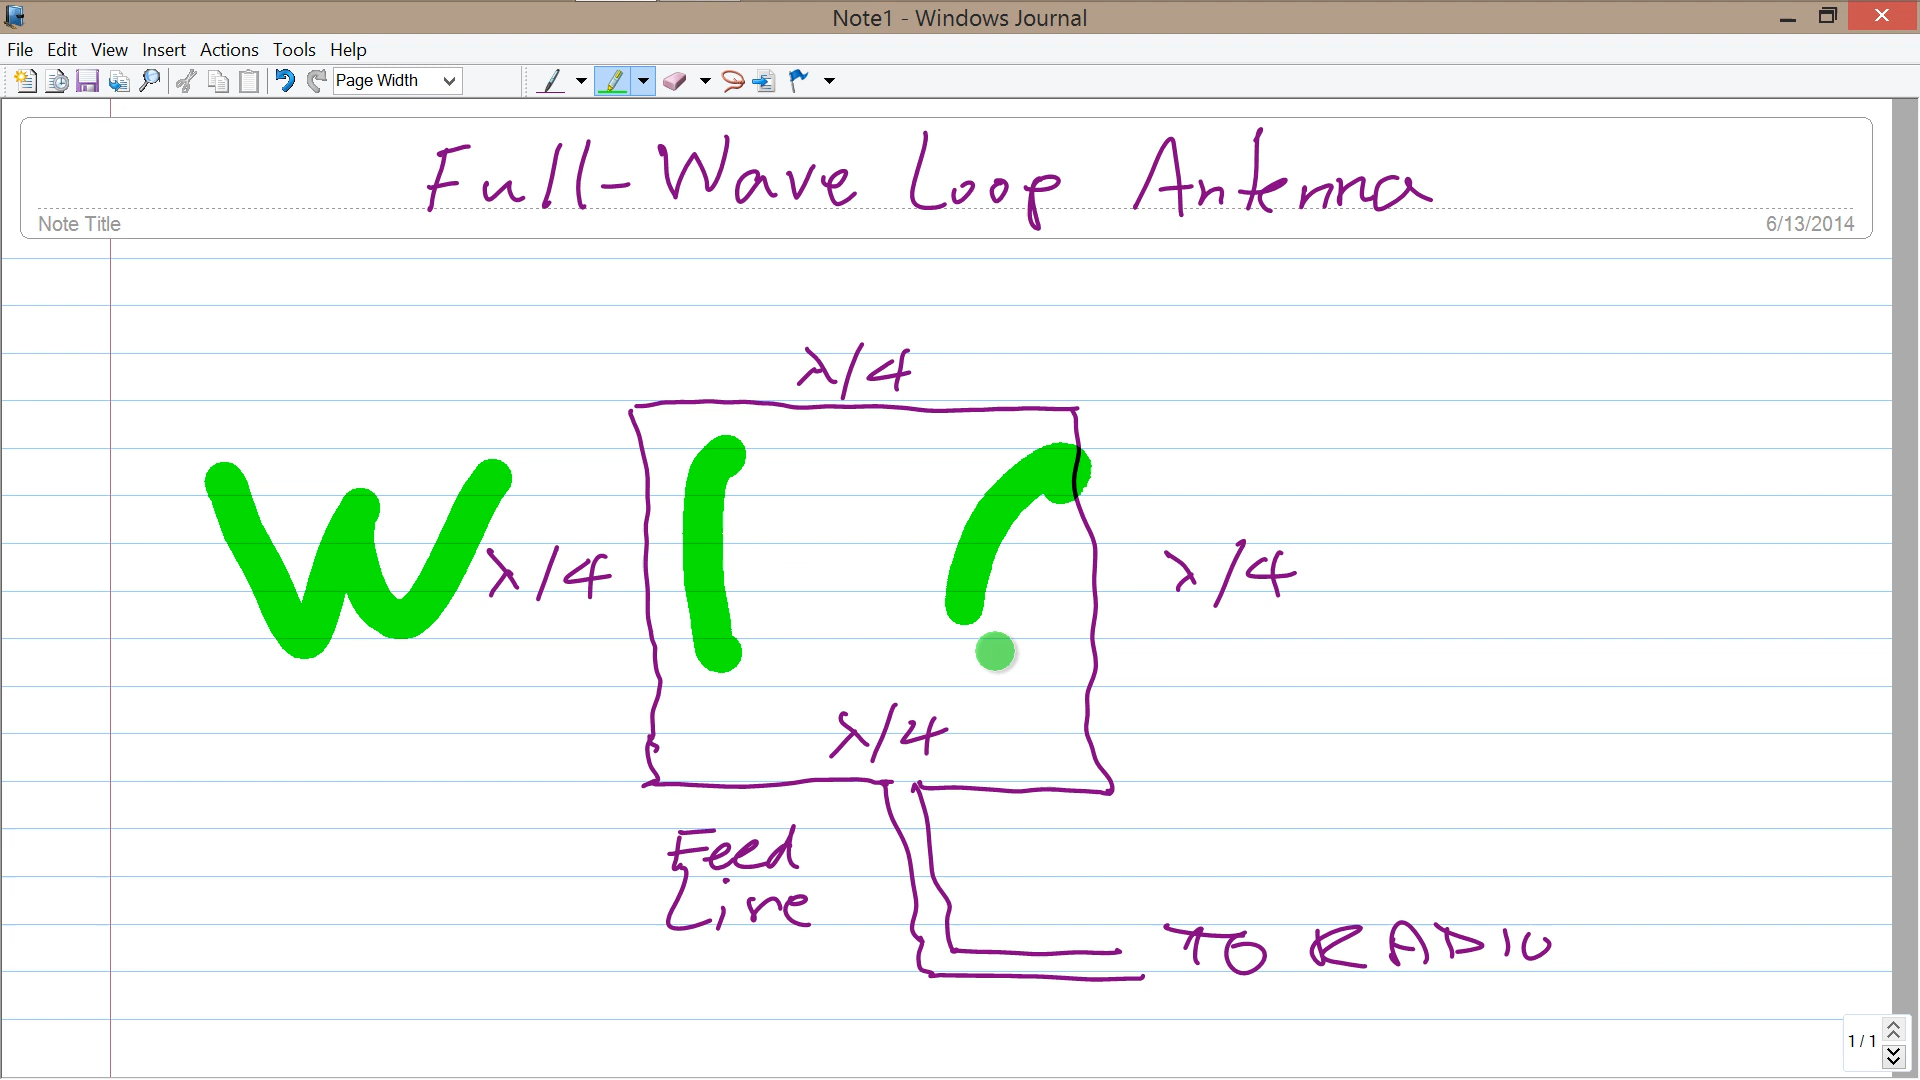 Note1 - Windows Journal
File Edit View Insert Actions Tools Help
Page Width
Full-Wave Loop Antenna
Note Title
6/13/2014
λ/4
W
λ/4
λ/4
λ/4
Feed
Line
TO RADIO
1 / 1